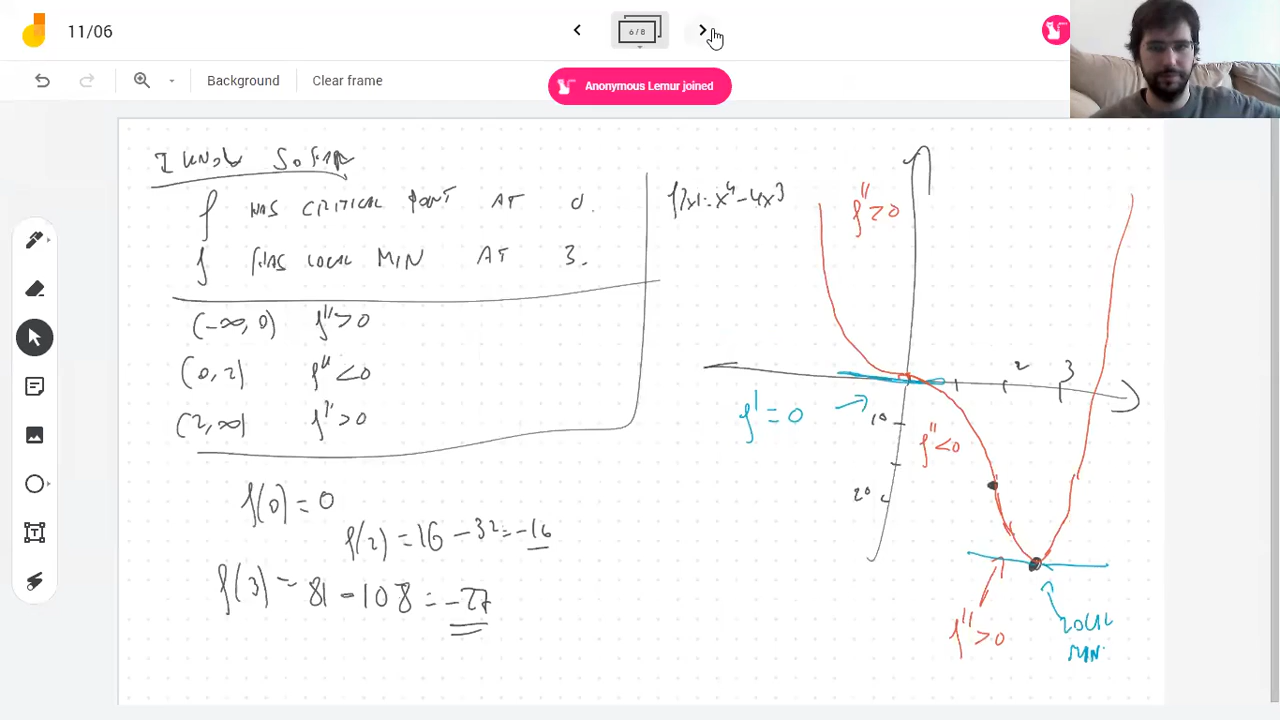 11/06
6 / 8
Background
Clear frame
Anonymous Lemur joined
I KNOW SO FAR
f HAS CRITICAL POINT AT 0.
f HAS LOCAL MIN AT 3.
(-∞, 0) f''>0
(0, 2) f''<0
(2, ∞) f''>0
f(0) = 0
f(2) = 16 - 32 = -16
f(3) = 81 - 108 = -27
f(x) = x⁴ - 4x³
f''>0
2
3
f' = 0
10
f''<0
20
f''>0
LOCAL
MIN